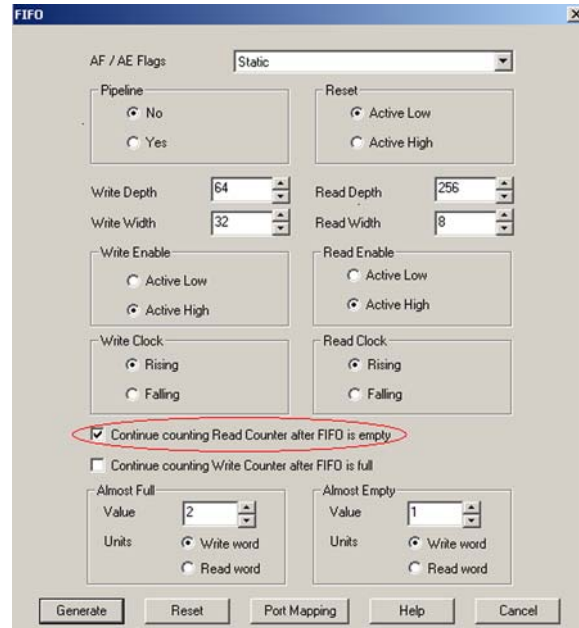 FIFO
AF / AE Flags Static
Pipeline Reset
No Active Low
Yes Active High
Write Depth 64 Read Depth 256
Write Width 32 Read Width 8
Write Enable Read Enable
Active Low Active Low
Active High Active High
Write Clock Read Clock
Rising Rising
Falling Falling
Continue counting Read Counter after FIFO is empty
Continue counting Write Counter after FIFO is full
Almost Full Almost Empty
Value 2 Value 1
Units Write word Units Write word
Read word Read word
Generate Reset Port Mapping Help Cancel